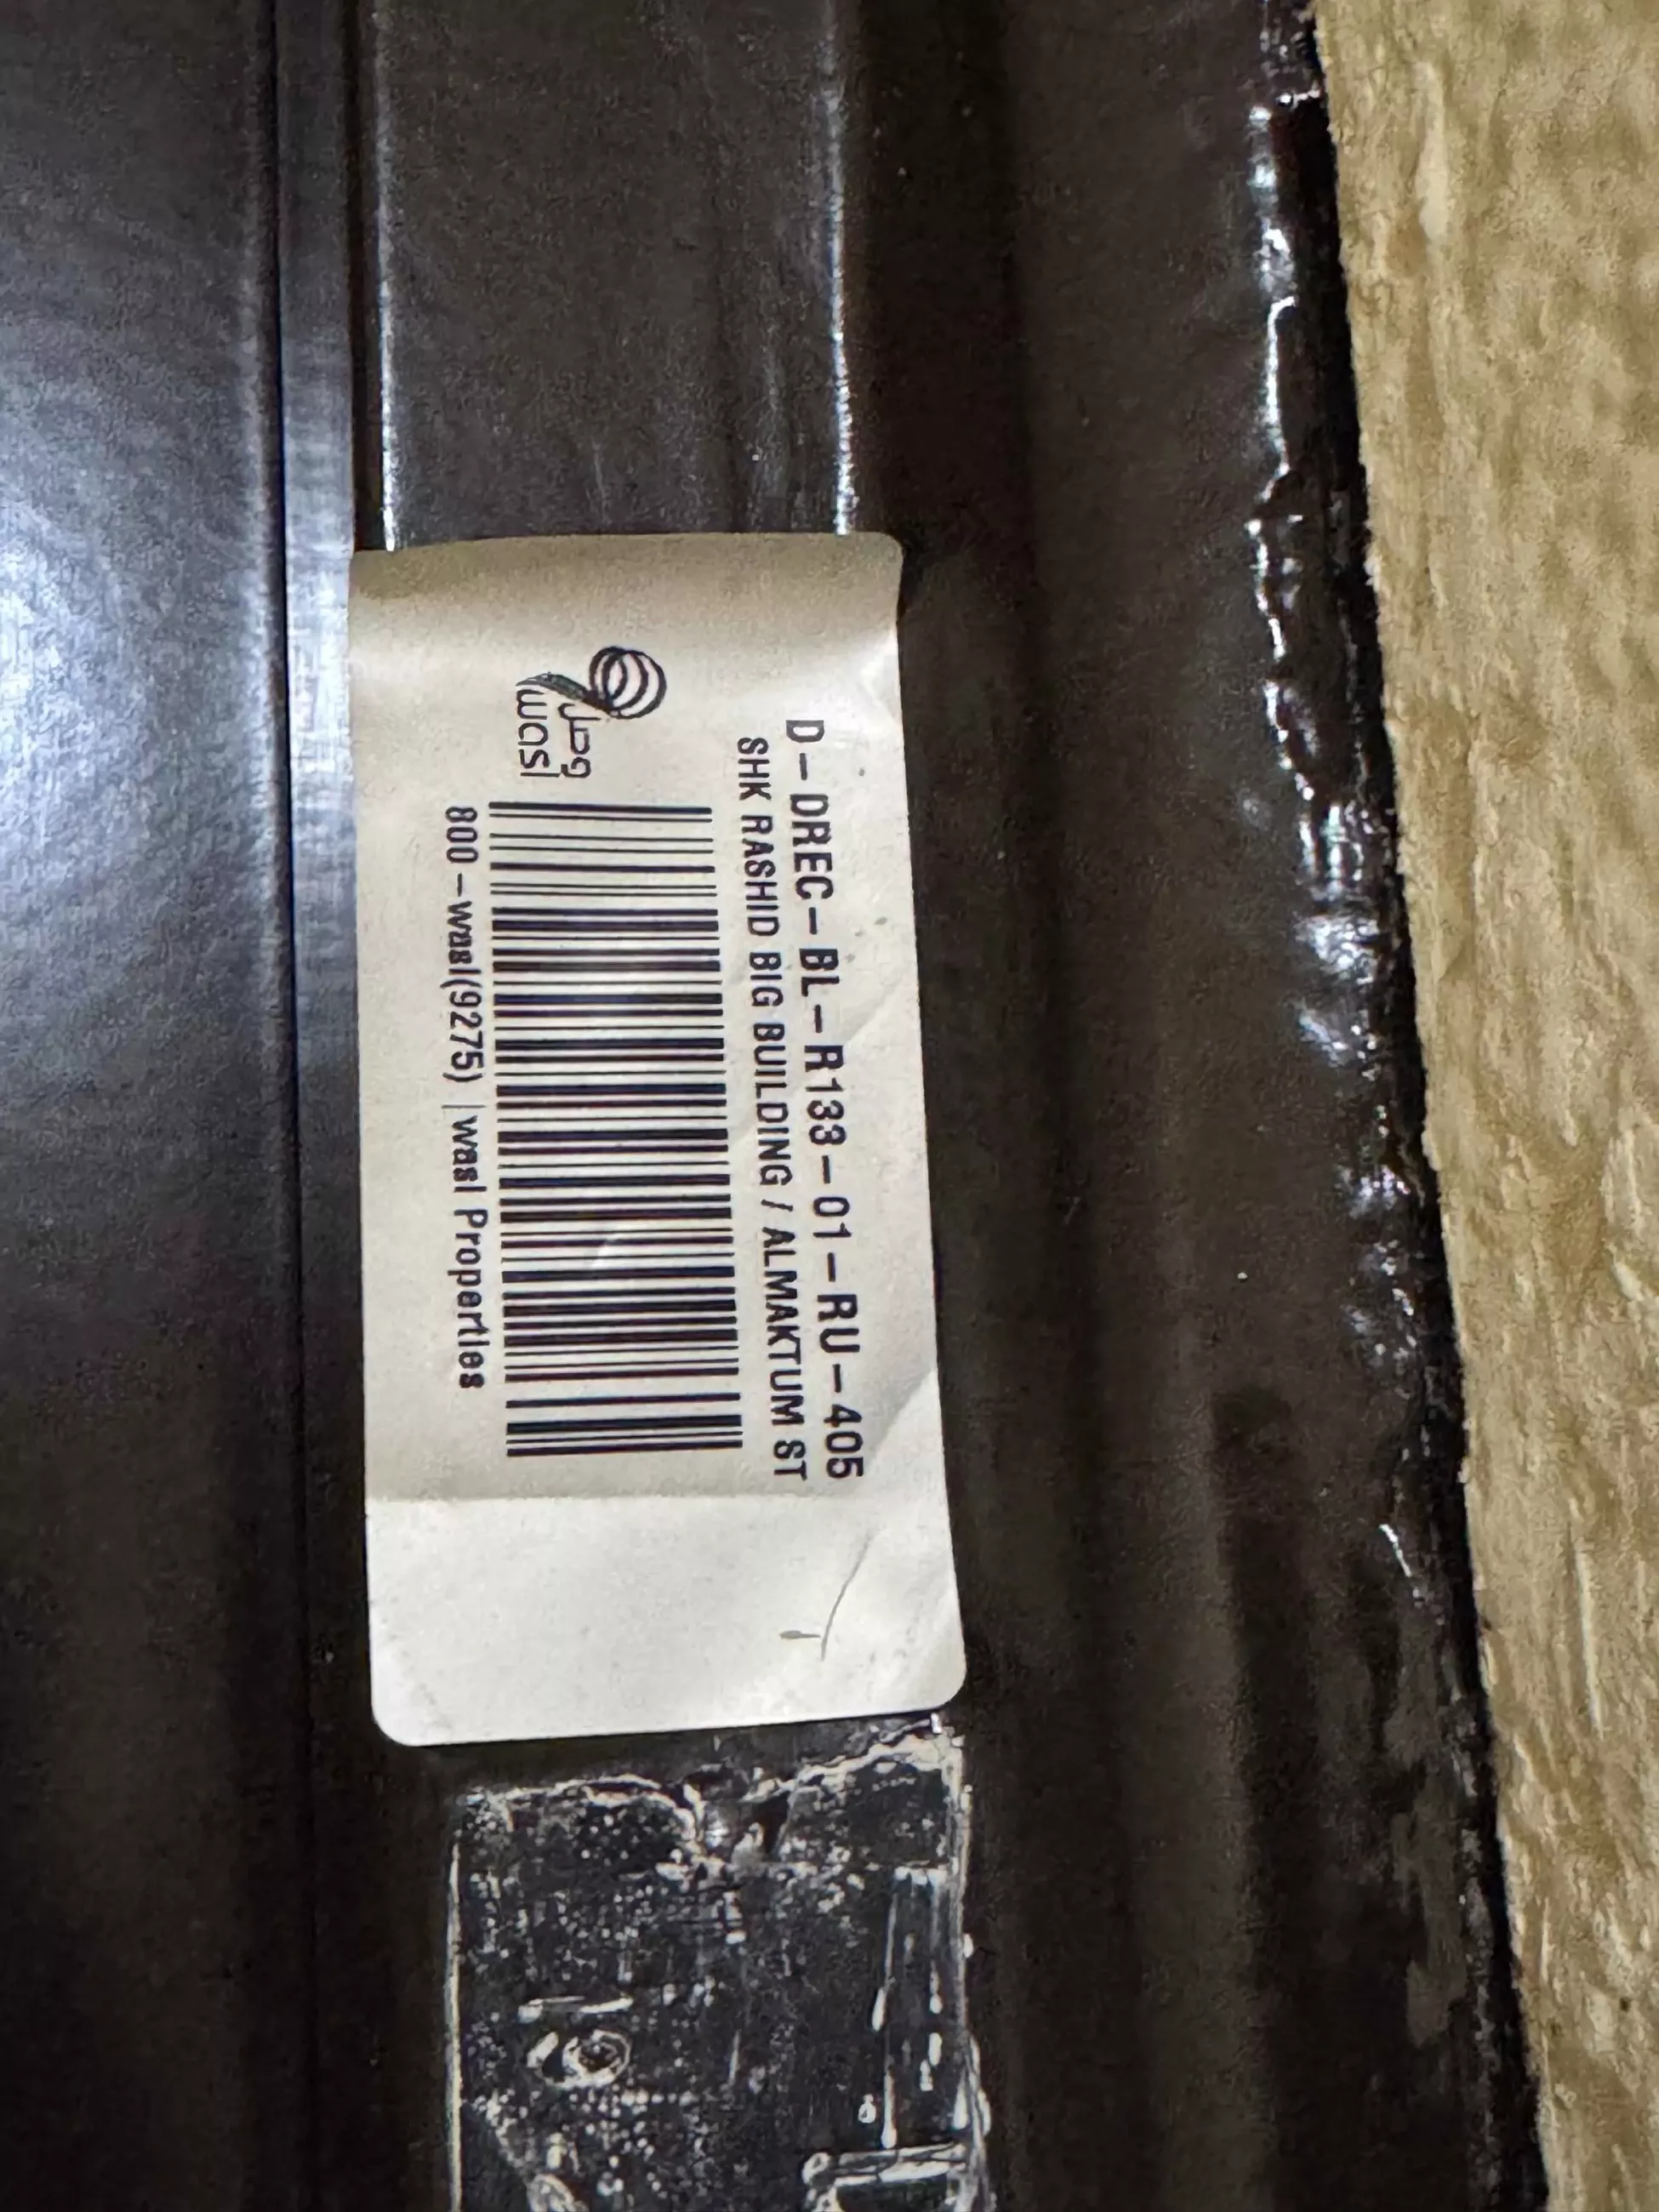 D-DREC-BL-R133-01-RU-405
SHK RASHID BIG BUILDING / ALMAKTUM ST
وصل
wasl
800-wasl(9275) |wasl Properties